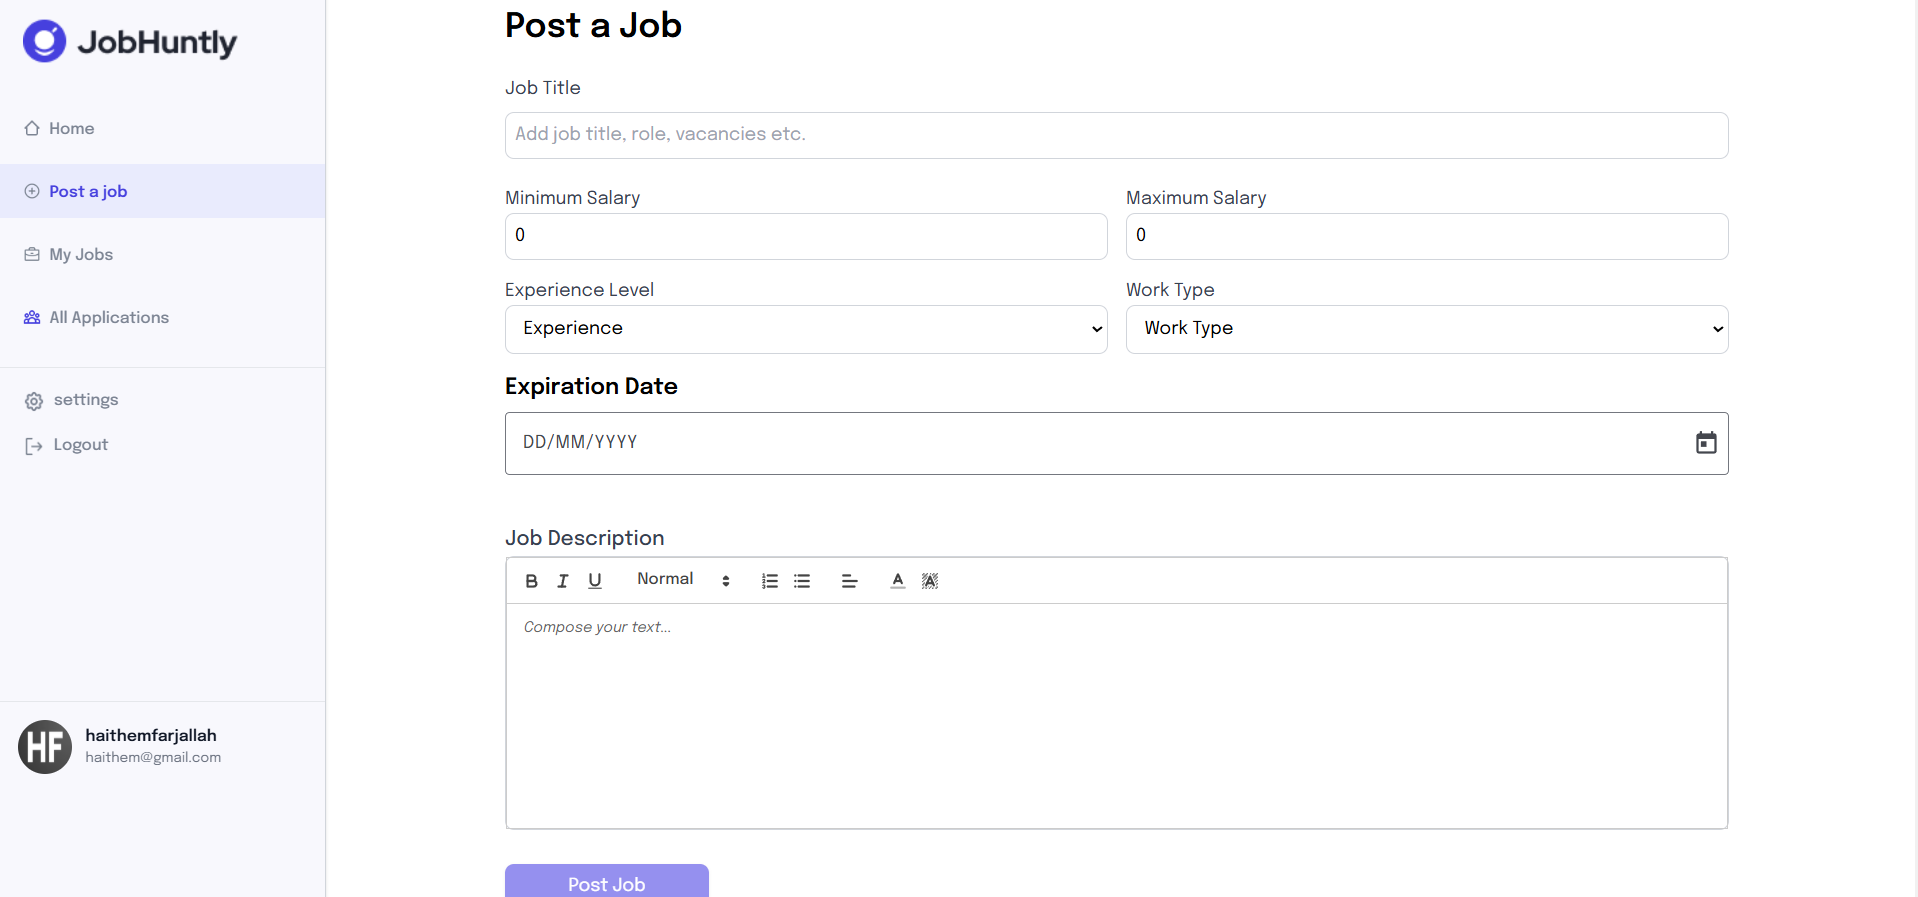 JobHuntly
Home
Post a job
My Jobs
All Applications
settings
Logout
HF
haithemfarjallah
haithem@gmail.com
Post a Job
Job Title
Add job title, role, vacancies etc.
Minimum Salary
Maximum Salary
0
0
Experience Level
Work Type
Experience
Work Type
Expiration Date
DD/MM/YYYY
Job Description
B I U Normal A A
Compose your text...
Post Job